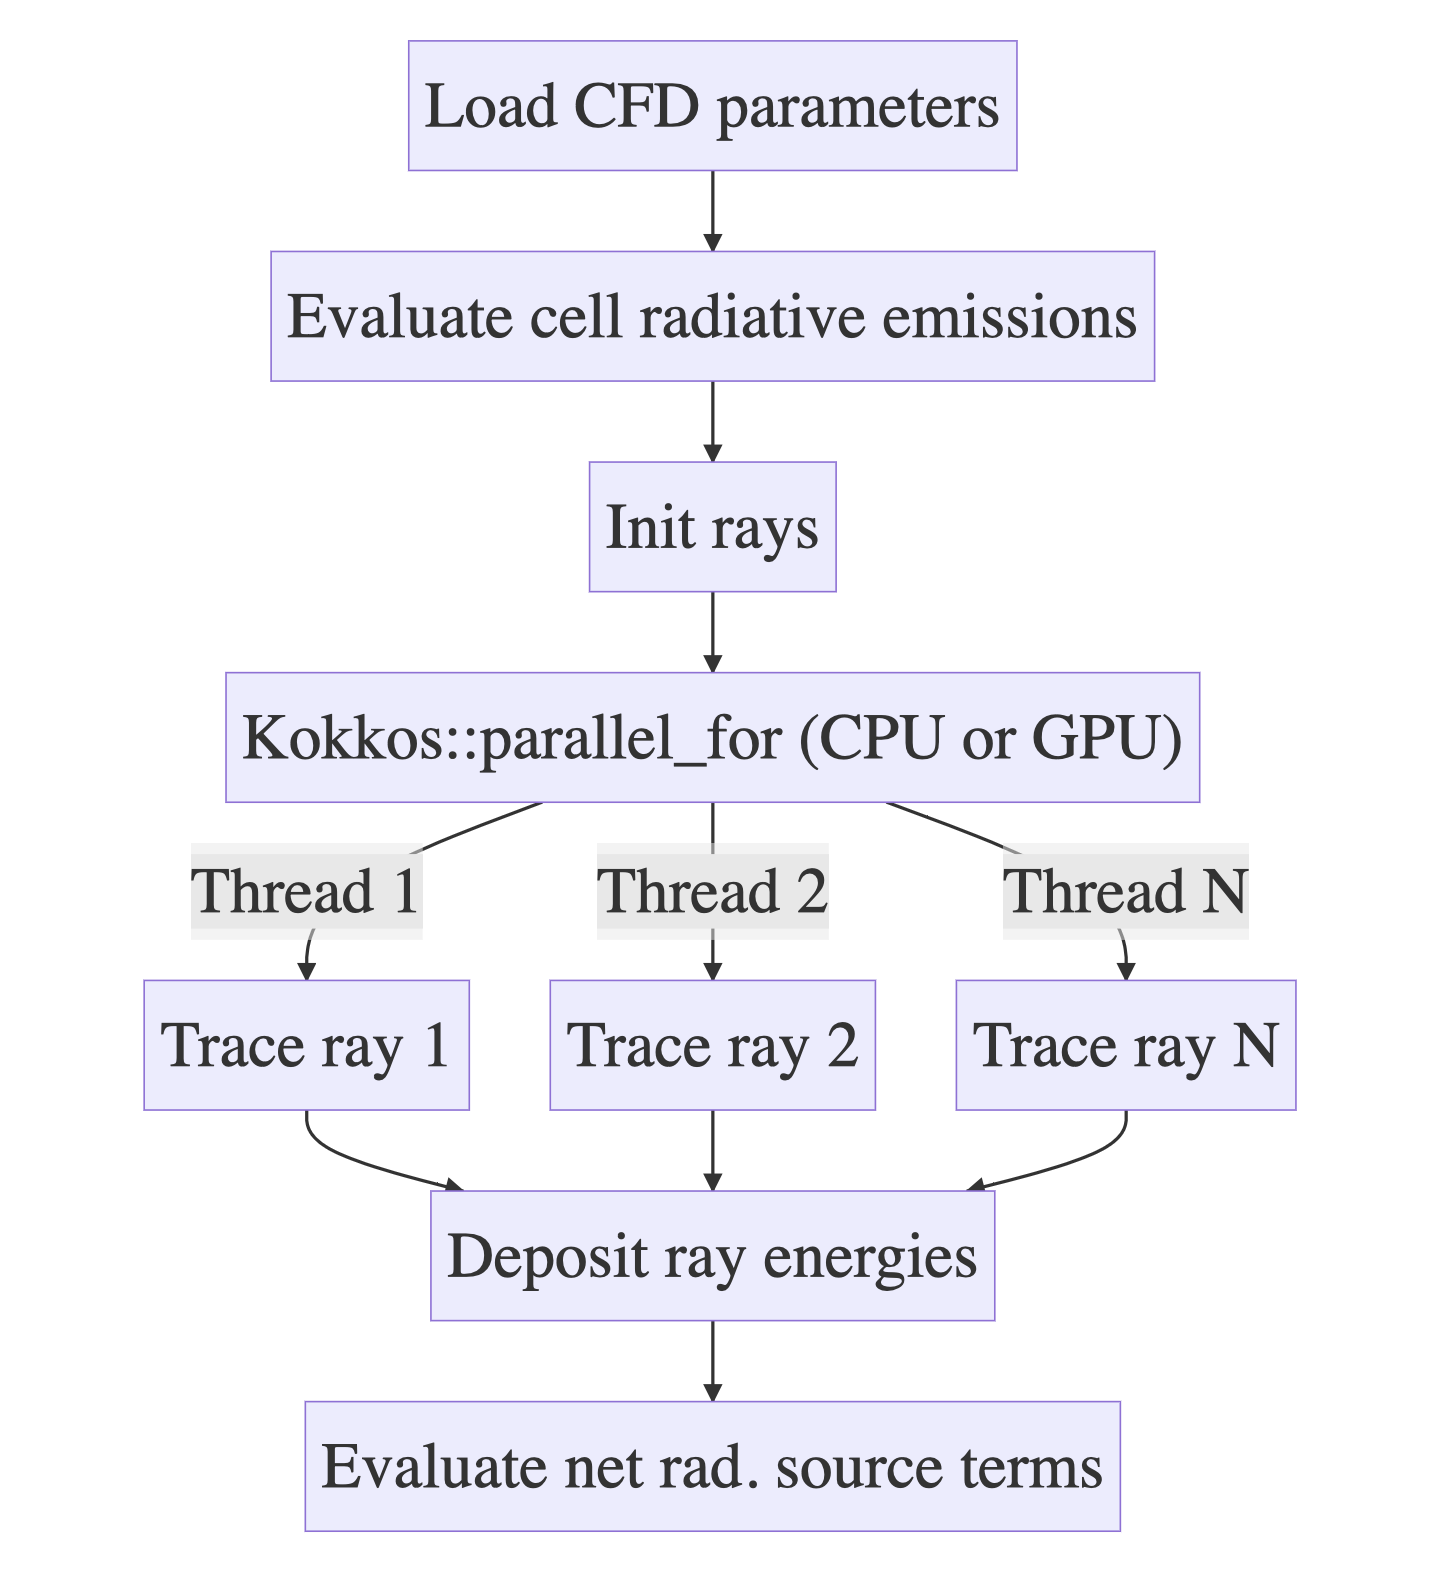 Load CFD parameters
Evaluate cell radiative emissions
Init rays
Kokkos::parallel_for (CPU or GPU)
Thread 1
Thread 2
Thread N
Trace ray 1
Trace ray 2
Trace ray N
Deposit ray energies
Evaluate net rad. source terms